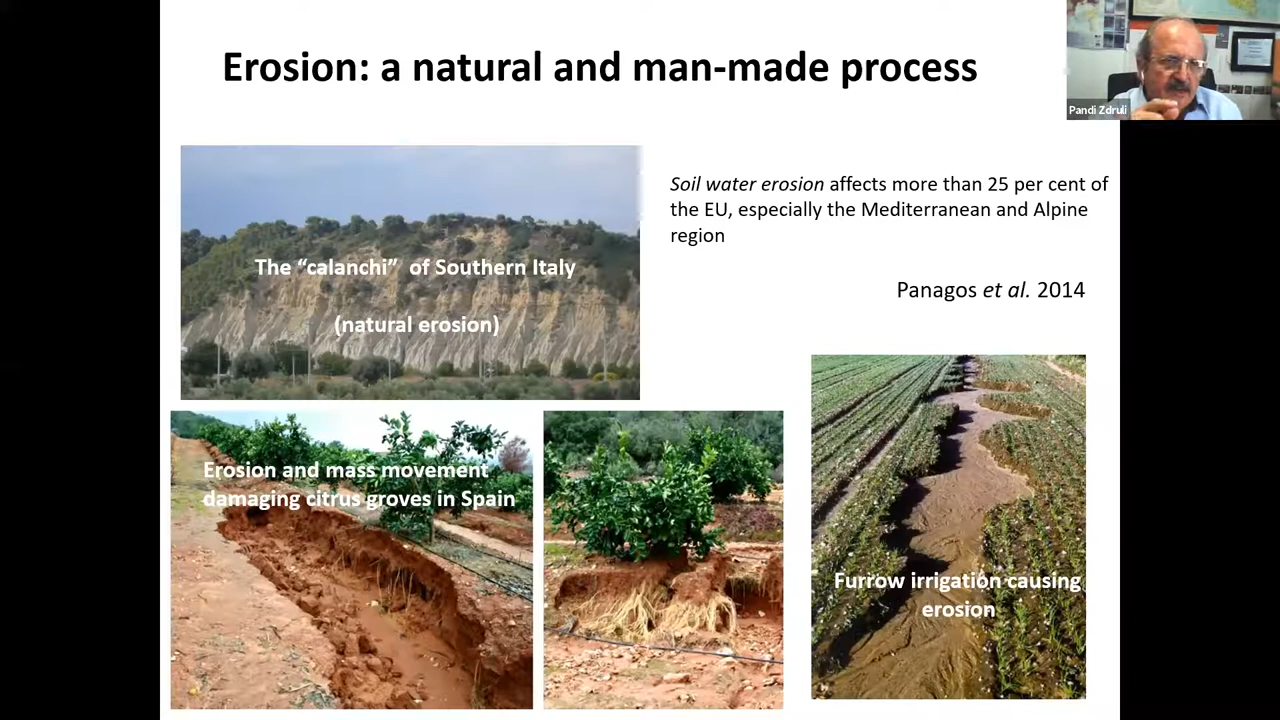 Erosion: a natural and man-made process
Pandi Zdruli
Soil water erosion affects more than 25 per cent of
the EU, especially the Mediterranean and Alpine
region
Panagos et al. 2014
The “calanchi” of Southern Italy
(natural erosion)
Erosion and mass movement
damaging citrus groves in Spain
Furrow irrigation causing
erosion